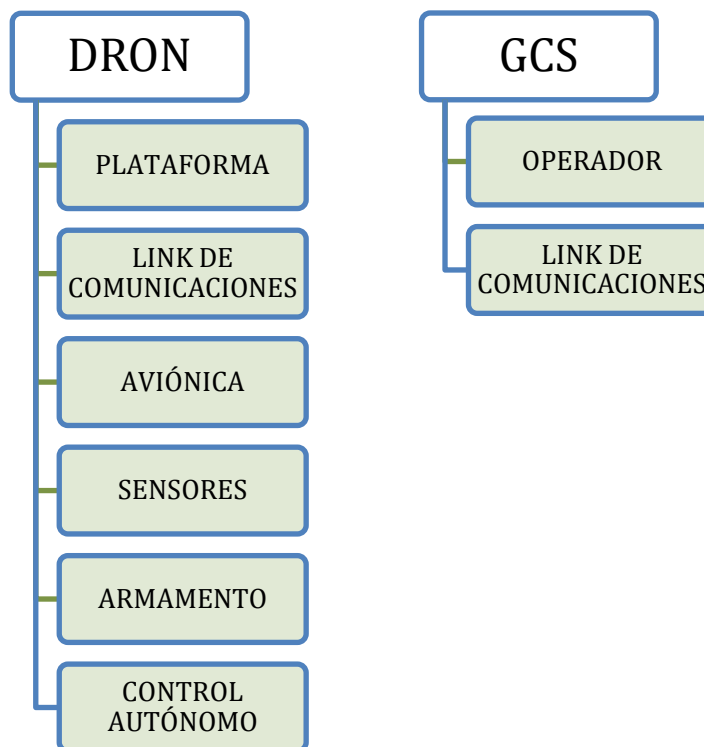 DRON
PLATAFORMA
LINK DE
COMUNICACIONES
AVIÓNICA
SENSORES
ARMAMENTO
CONTROL
AUTÓNOMO
GCS
OPERADOR
LINK DE
COMUNICACIONES